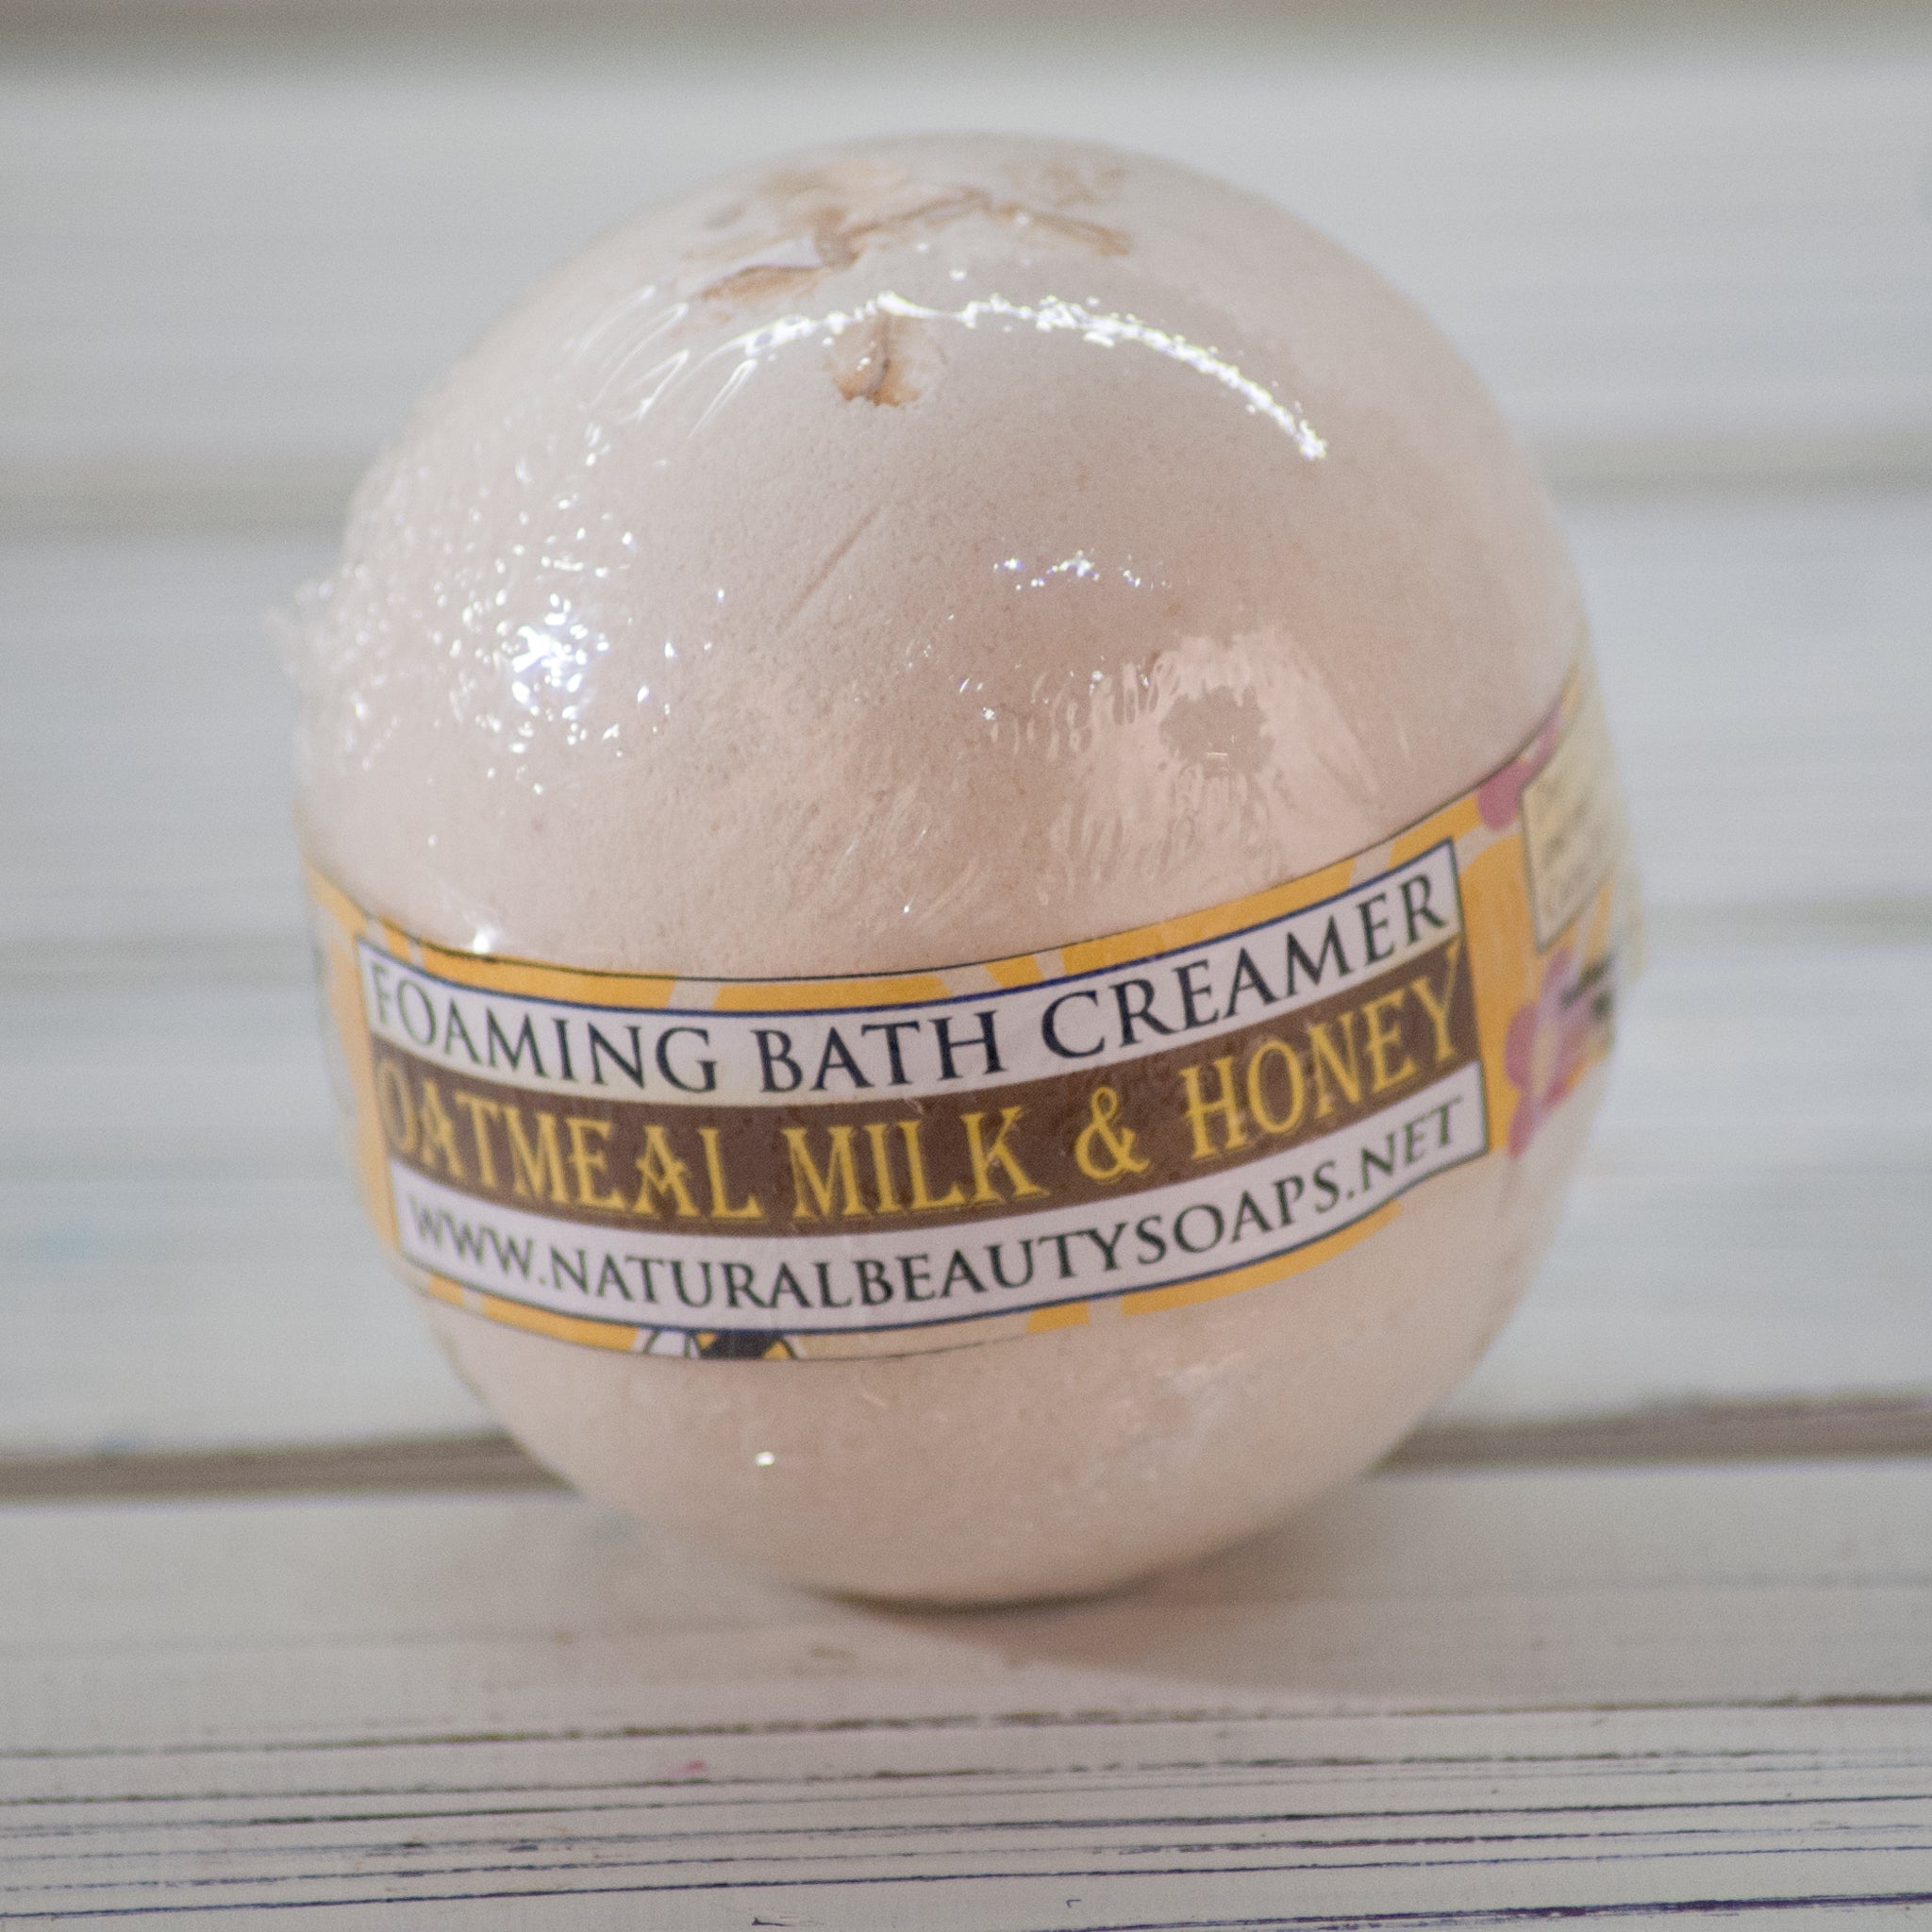 FOAMING BATH CREAMER
OATMEAL MILK & HONEY
WWW.NATURALBEAUTYSOAPS.NET